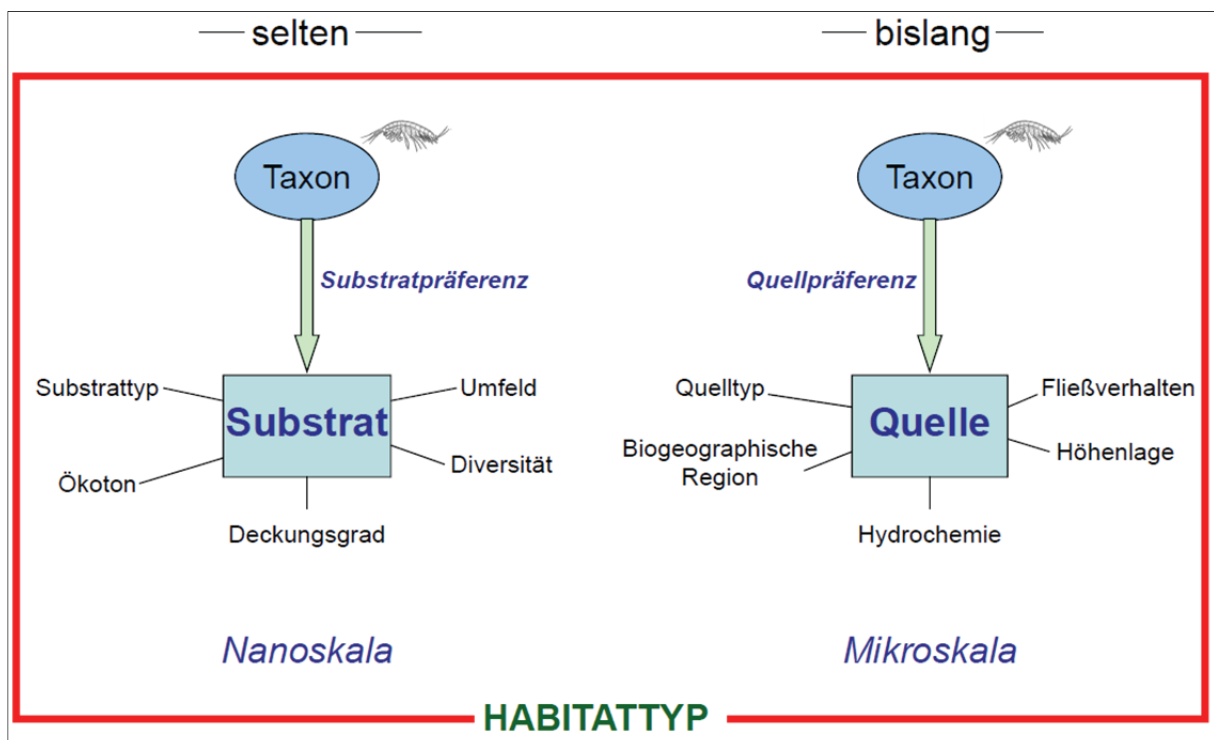 selten
bislang
Taxon
Taxon
Substratpräferenz
Quellpräferenz
Substrattyp
Umfeld
Substrat
Ökoton
Diversität
Deckungsgrad
Quelltyp
Fließverhalten
Quelle
Biogeographische
Region
Höhenlage
Hydrochemie
Nanoskala
Mikroskala
HABITATTYP